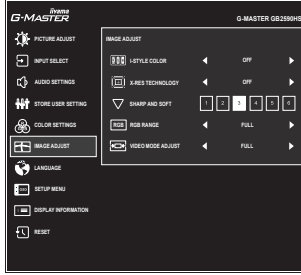 iiyama
G-MASTER
G-MASTER GB2590HS
PICTURE ADJUST
INPUT SELECT
AUDIO SETTINGS
STORE USER SETTING
COLOR SETTINGS
IMAGE ADJUST
LANGUAGE
SETUP MENU
DISPLAY INFORMATION
RESET
IMAGE ADJUST
I-STYLE COLOR OFF
X-RES TECHNOLOGY OFF
SHARP AND SOFT 1 2 3 4 5 6
RGB RGB RANGE FULL
VIDEO MODE ADJUST FULL